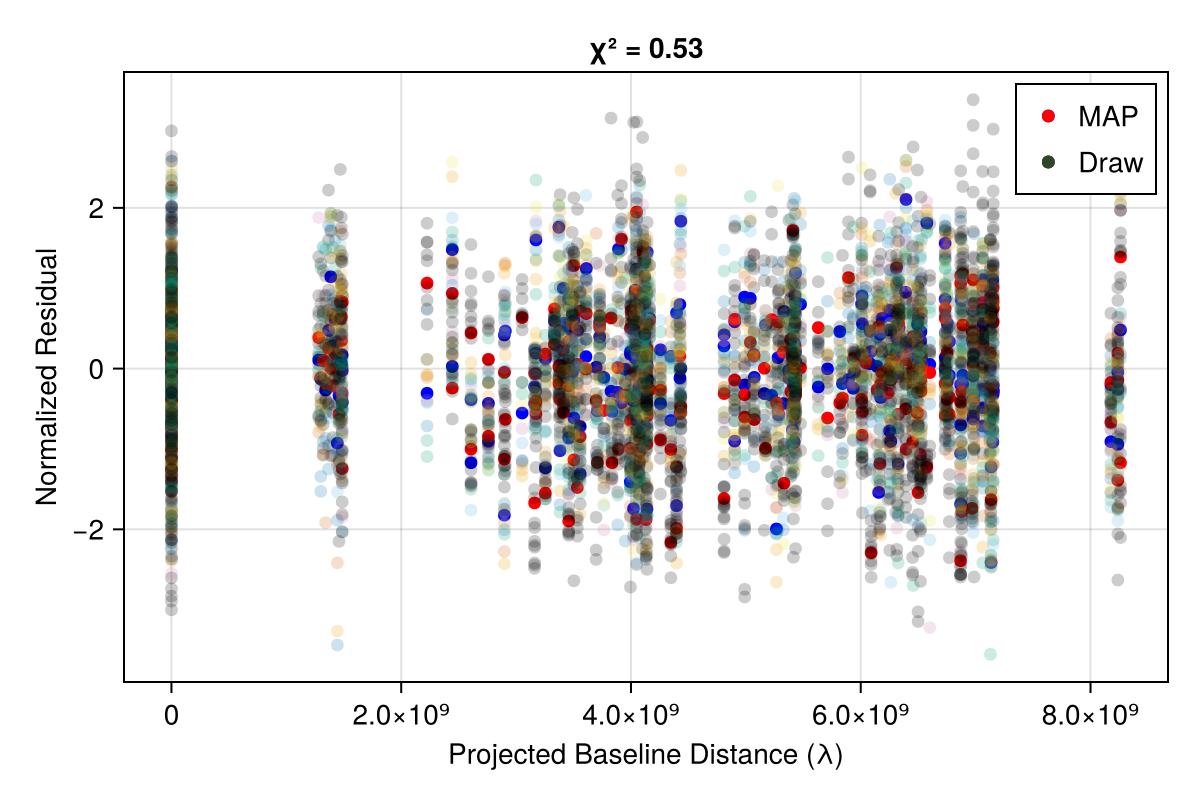 χ² = 0.53
MAP
Draw
Normalized Residual
2
0
−2
0
2.0×10⁹
4.0×10⁹
6.0×10⁹
8.0×10⁹
Projected Baseline Distance (λ)